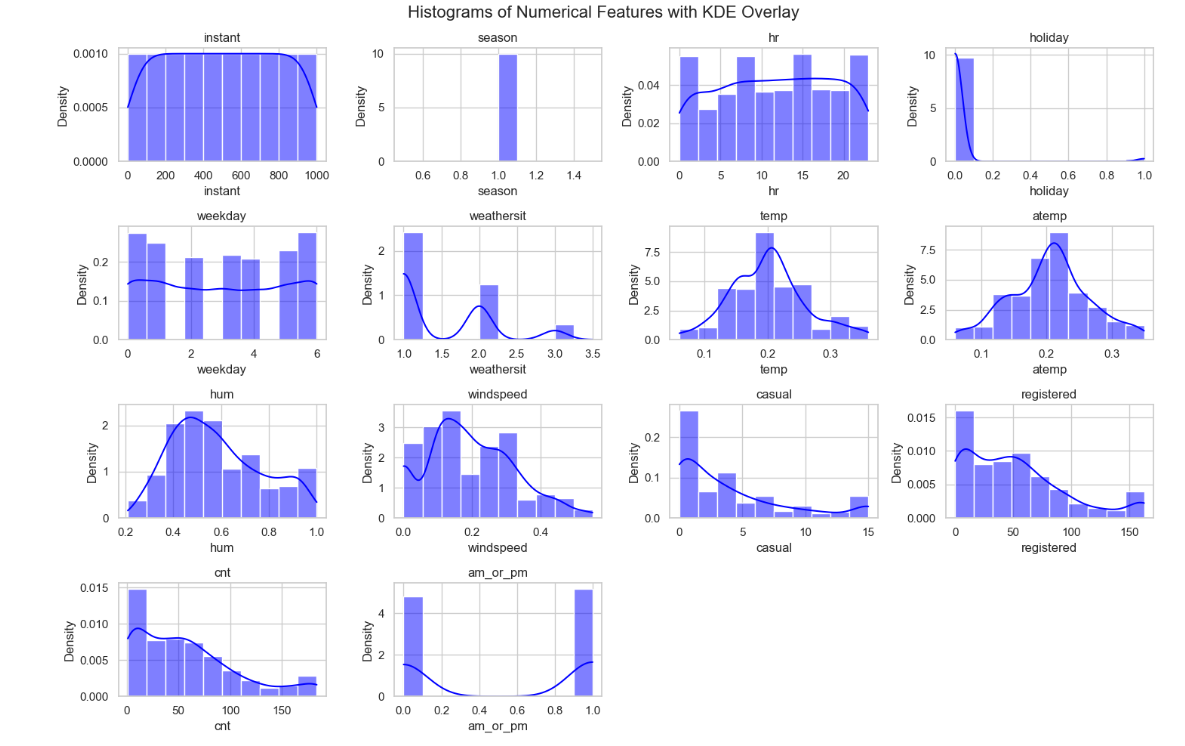 Histograms of Numerical Features with KDE Overlay
instant season hr holiday
0.0010
0.0005
0.0000
Density
0 200 400 600 800 1000
instant
10
5
0
Density
0.6 0.8 1.0 1.2 1.4
season
0.04
0.02
0.00
Density
0 5 10 15 20
hr
10
5
0
Density
0.0 0.2 0.4 0.6 0.8 1.0
holiday
weekday weathersit temp atemp
0.2
0.1
0.0
Density
0 2 4 6
weekday
2
1
0
Density
1.0 1.5 2.0 2.5 3.0 3.5
weathersit
7.5
5.0
2.5
0.0
Density
0.1 0.2 0.3
temp
7.5
5.0
2.5
0.0
Density
0.1 0.2 0.3
atemp
hum windspeed casual registered
2
1
0
Density
0.2 0.4 0.6 0.8 1.0
hum
3
2
1
0
Density
0.0 0.2 0.4
windspeed
0.2
0.1
0.0
Density
0 5 10 15
casual
0.015
0.010
0.005
0.000
Density
0 50 100 150
registered
cnt am_or_pm
0.015
0.010
0.005
0.000
Density
0 50 100 150
cnt
4
2
0
Density
0.0 0.2 0.4 0.6 0.8 1.0
am_or_pm